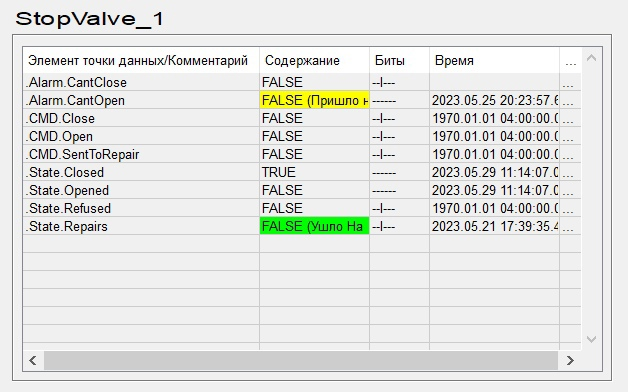 StopValve_1
Элемент точки данных/Комментарий Содержание Биты Время ...
.Alarm.CantClose FALSE --I--- ...
.Alarm.CantOpen FALSE (Пришло н ------ 2023.05.25 20:23:57.6 ...
.CMD.Close FALSE --I--- 1970.01.01 04:00:00.0 ...
.CMD.Open FALSE --I--- 1970.01.01 04:00:00.0 ...
.CMD.SentToRepair FALSE --I--- 1970.01.01 04:00:00.0 ...
.State.Closed TRUE ------ 2023.05.29 11:14:07.0 ...
.State.Opened FALSE ------ 2023.05.29 11:14:07.0 ...
.State.Refused FALSE --I--- 1970.01.01 04:00:00.0 ...
.State.Repairs FALSE (Ушло На --I--- 2023.05.21 17:39:35.4 ...